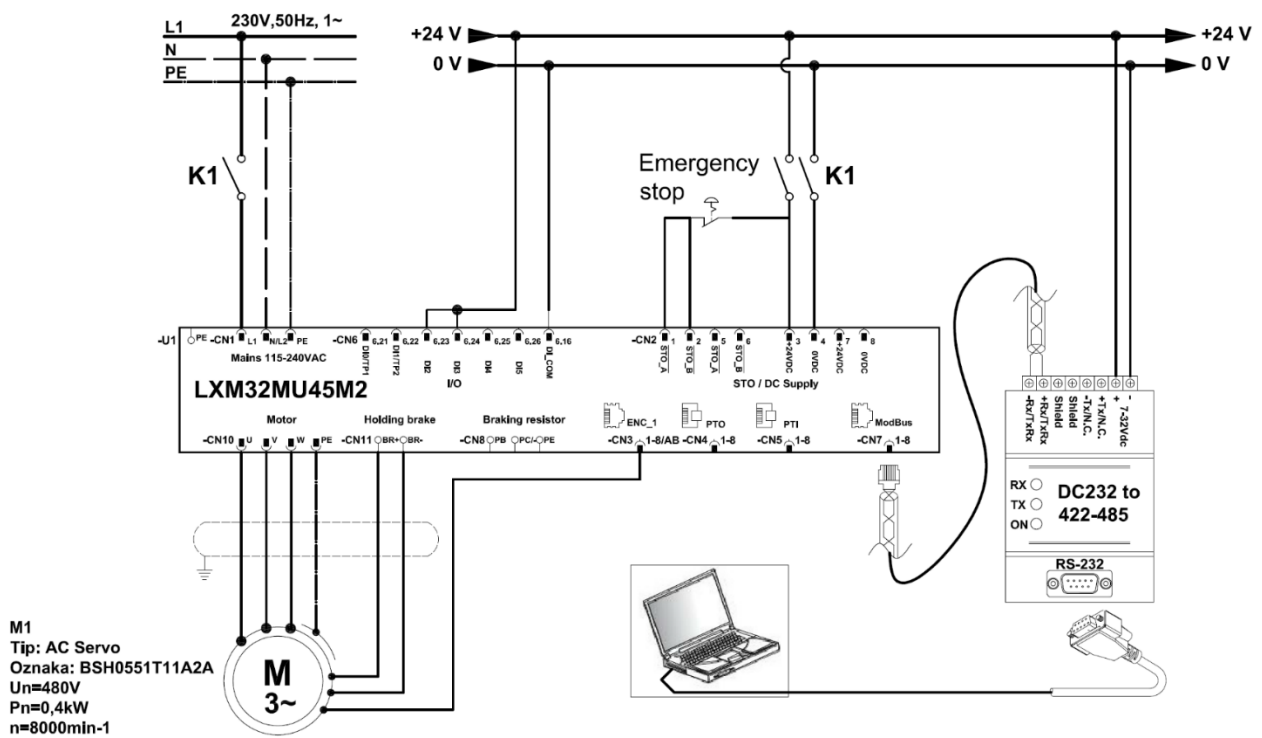 230V,50Hz, 1~
L1
N
PE
+24 V
0 V
+24 V
0 V
K1
Emergency
stop
K1
-U1
PE
-CN1
L1
N/L2
PE
Mains 115-240VAC
-CN6
6,21
6,22
6,23
6,24
6,25
6,26
6,16
DI0/TP1
DI1/TP2
DI2
DI3
DI4
DI5
DI_COM
I/O
-CN2
1
2
5
6
3
4
7
8
STO_A
STO_B
STO_A
STO_B
+24VDC
0VDC
+24VDC
0VDC
STO / DC Supply
LXM32MU45M2
Motor
Holding brake
Braking resistor
ENC_1
PTO
PTI
ModBus
-CN10
U
V
W
PE
-CN11
BR+
BR-
-CN8
PB
PC/-
PE
-CN3
1-8/AB
-CN4
1-8
-CN5
1-8
-CN7
1-8
-Rx/TxRx
+Rx/TxRx
Shield
Shield
-Tx/N.C.
+Tx/N.C.
+
- 7-32Vdc
RX
TX
ON
DC232 to
422-485
RS-232
M
3~
M1
Tip: AC Servo
Oznaka: BSH0551T11A2A
Un=480V
Pn=0,4kW
n=8000min-1